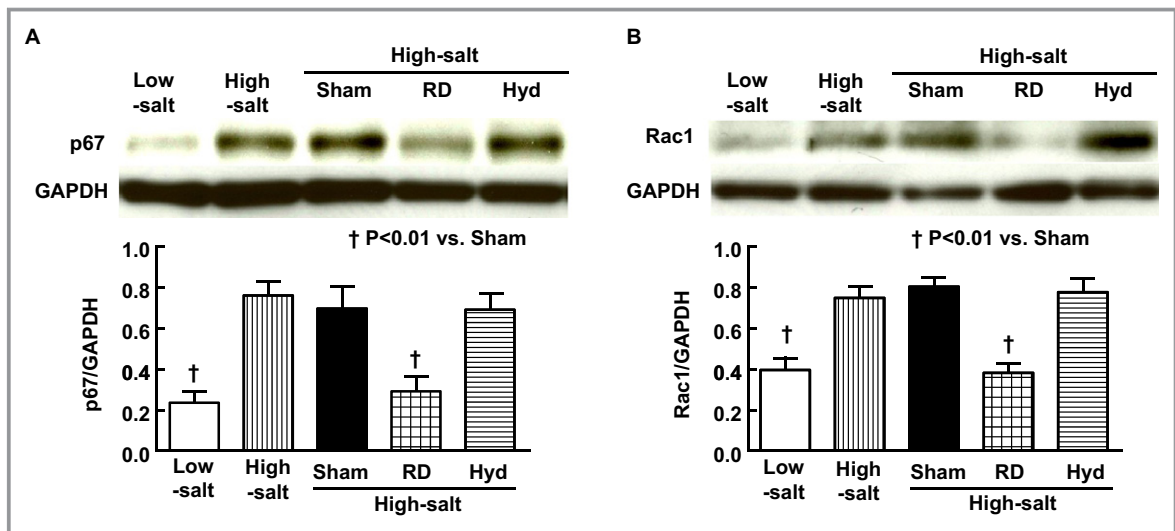 A
High-salt
Low
-salt
High
-salt
Sham
RD
Hyd
p67
GAPDH
† P<0.01 vs. Sham
p67/GAPDH
1.0
0.8
0.6
0.4
0.2
0.0
†
†
Low
-salt
High
-salt
Sham
RD
Hyd
High-salt
B
High-salt
Low
-salt
High
-salt
Sham
RD
Hyd
Rac1
GAPDH
† P<0.01 vs. Sham
Rac1/GAPDH
1.0
0.8
0.6
0.4
0.2
0.0
†
†
Low
-salt
High
-salt
Sham
RD
Hyd
High-salt